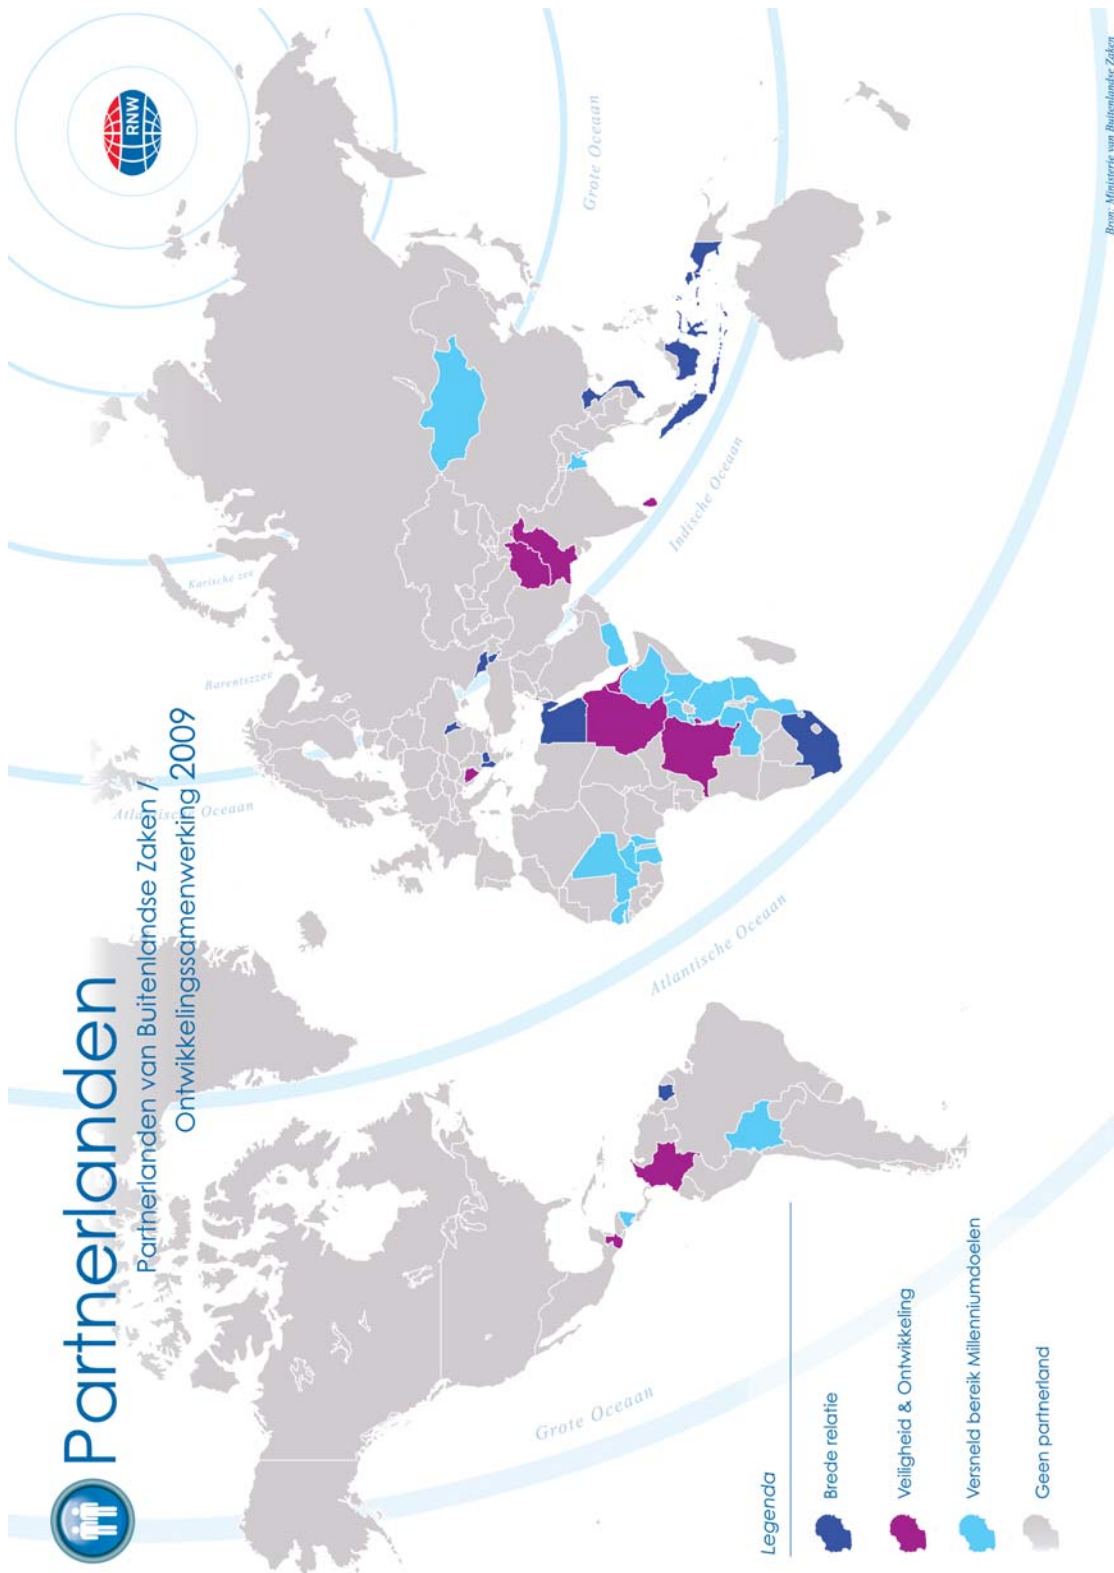 Partnerlanden
Partnerlanden van Buitenlandse Zaken /
Ontwikkelingssamenwerking 2009
RNW
Atlantische Oceaan
Barentszzee
Karische zee
Grote Oceaan
Indische Oceaan
Atlantische Oceaan
Grote Oceaan
Legenda
Brede relatie
Veiligheid & Ontwikkeling
Versneld bereik Millenniumdoelen
Geen partnerland
Bron: Ministerie van Buitenlandse Zaken